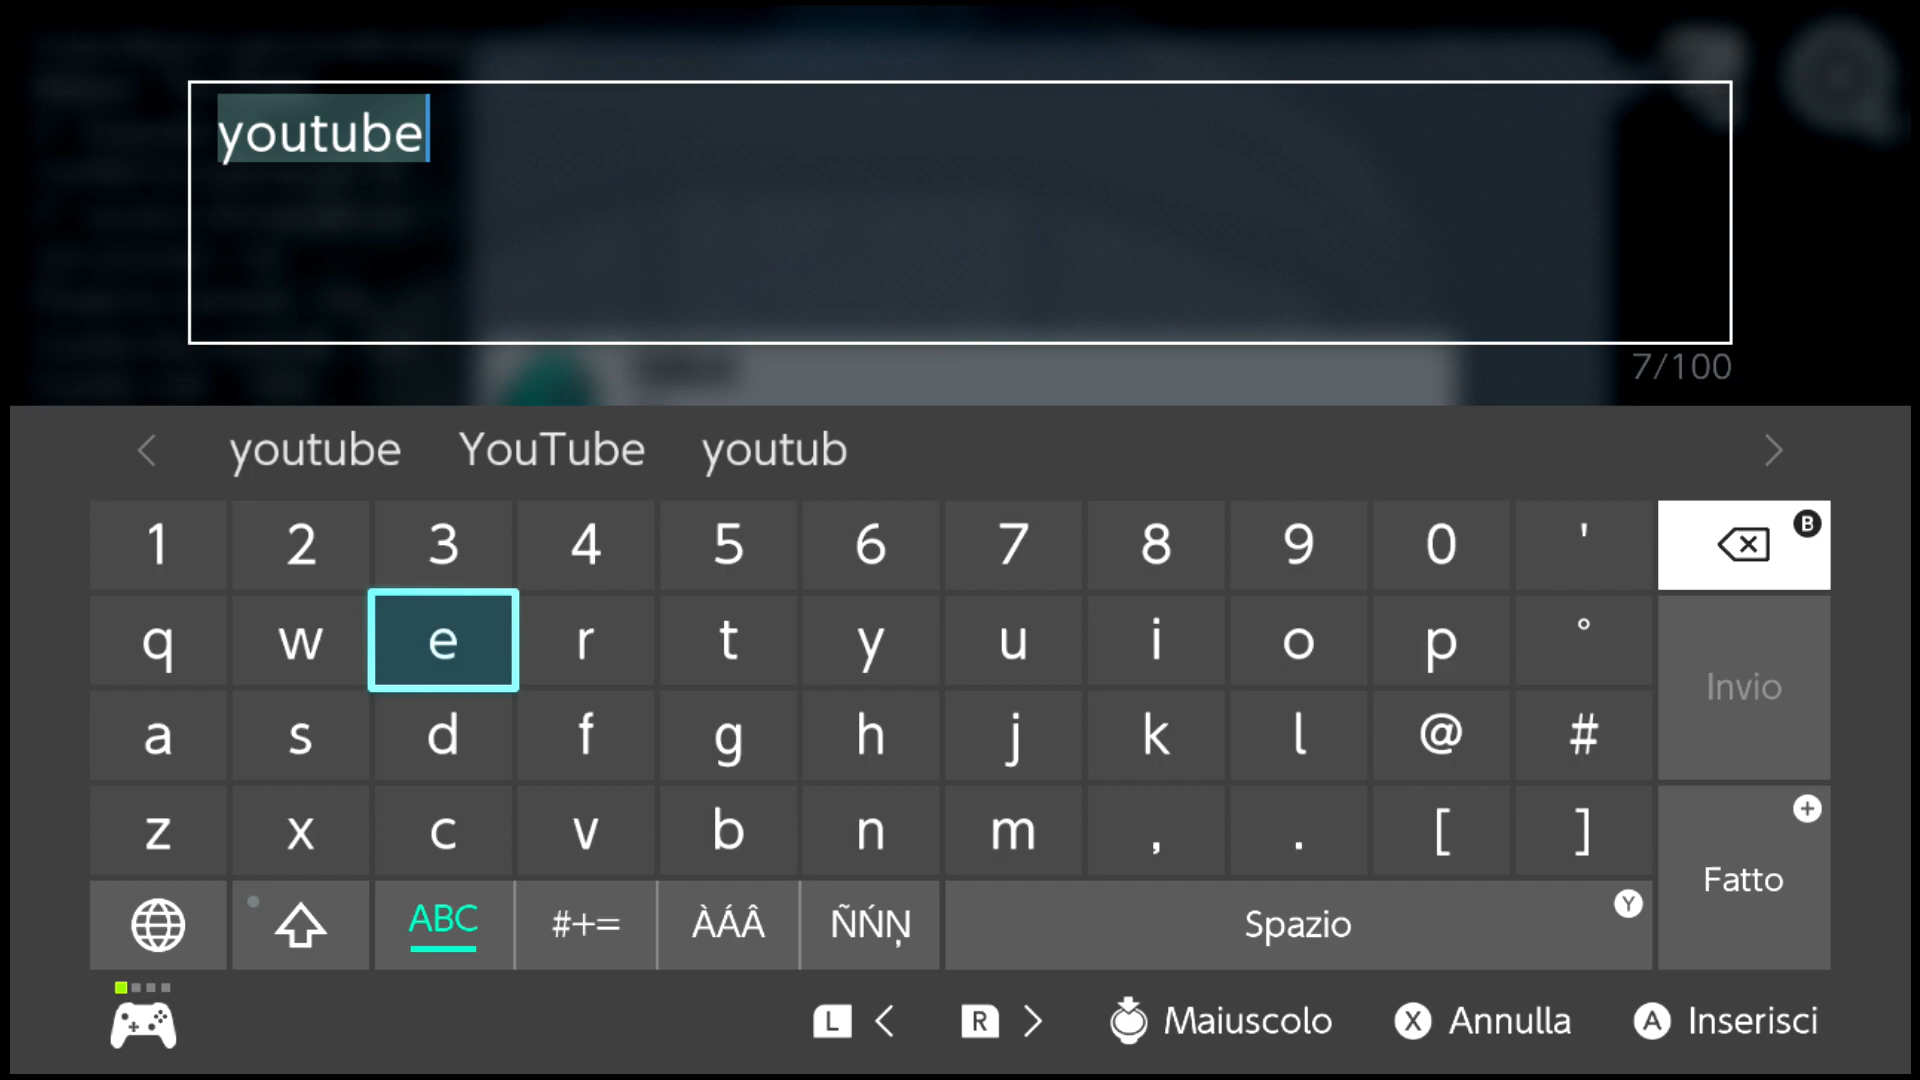 youtube
7/100
youtube YouTube youtub
1 2 3 4 5 6 7 8 9 0 ' B
q w e r t y u i o p °
Invio
a s d f g h j k l @ #
z x c v b n m , . [ ] +
Fatto
ABC #+= ÀÁÂ ÑŃŅ Spazio Y
L < R > Maiuscolo X Annulla A Inserisci